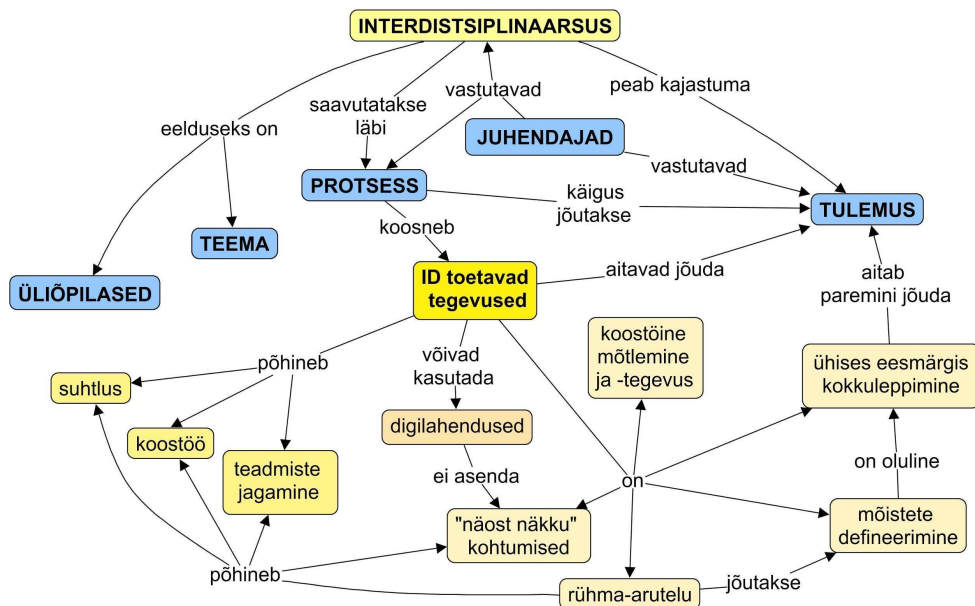 INTERDISTSIPLINAARSUS
saavutatakse
läbi
vastutavad
peab kajastuma
eelduseks on
JUHENDAJAD
vastutavad
PROTSESS
käigus
jõutakse
TULEMUS
TEEMA
koosneb
ÜLIÕPILASED
ID toetavad
tegevused
aitavad jõuda
aitab
paremini jõuda
põhineb
võivad
kasutada
koostöine
mõtlemine
ja -tegevus
ühises eesmärgis
kokkuleppimine
suhtlus
koostöö
digilahendused
teadmiste
jagamine
ei asenda
on
on oluline
"näost näkku"
kohtumised
mõistete
defineerimine
põhineb
rühma-arutelu
jõutakse